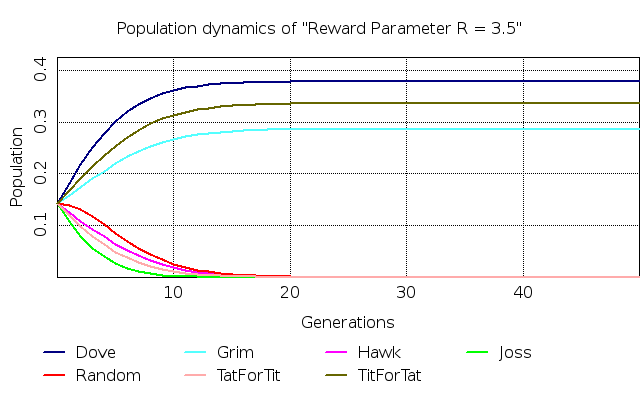 Population dynamics of "Reward Parameter R = 3.5"
0.4
0.3
0.2
0.1
Population
10 20 30 40
Generations
Dove Grim Hawk Joss
Random TatForTit TitForTat